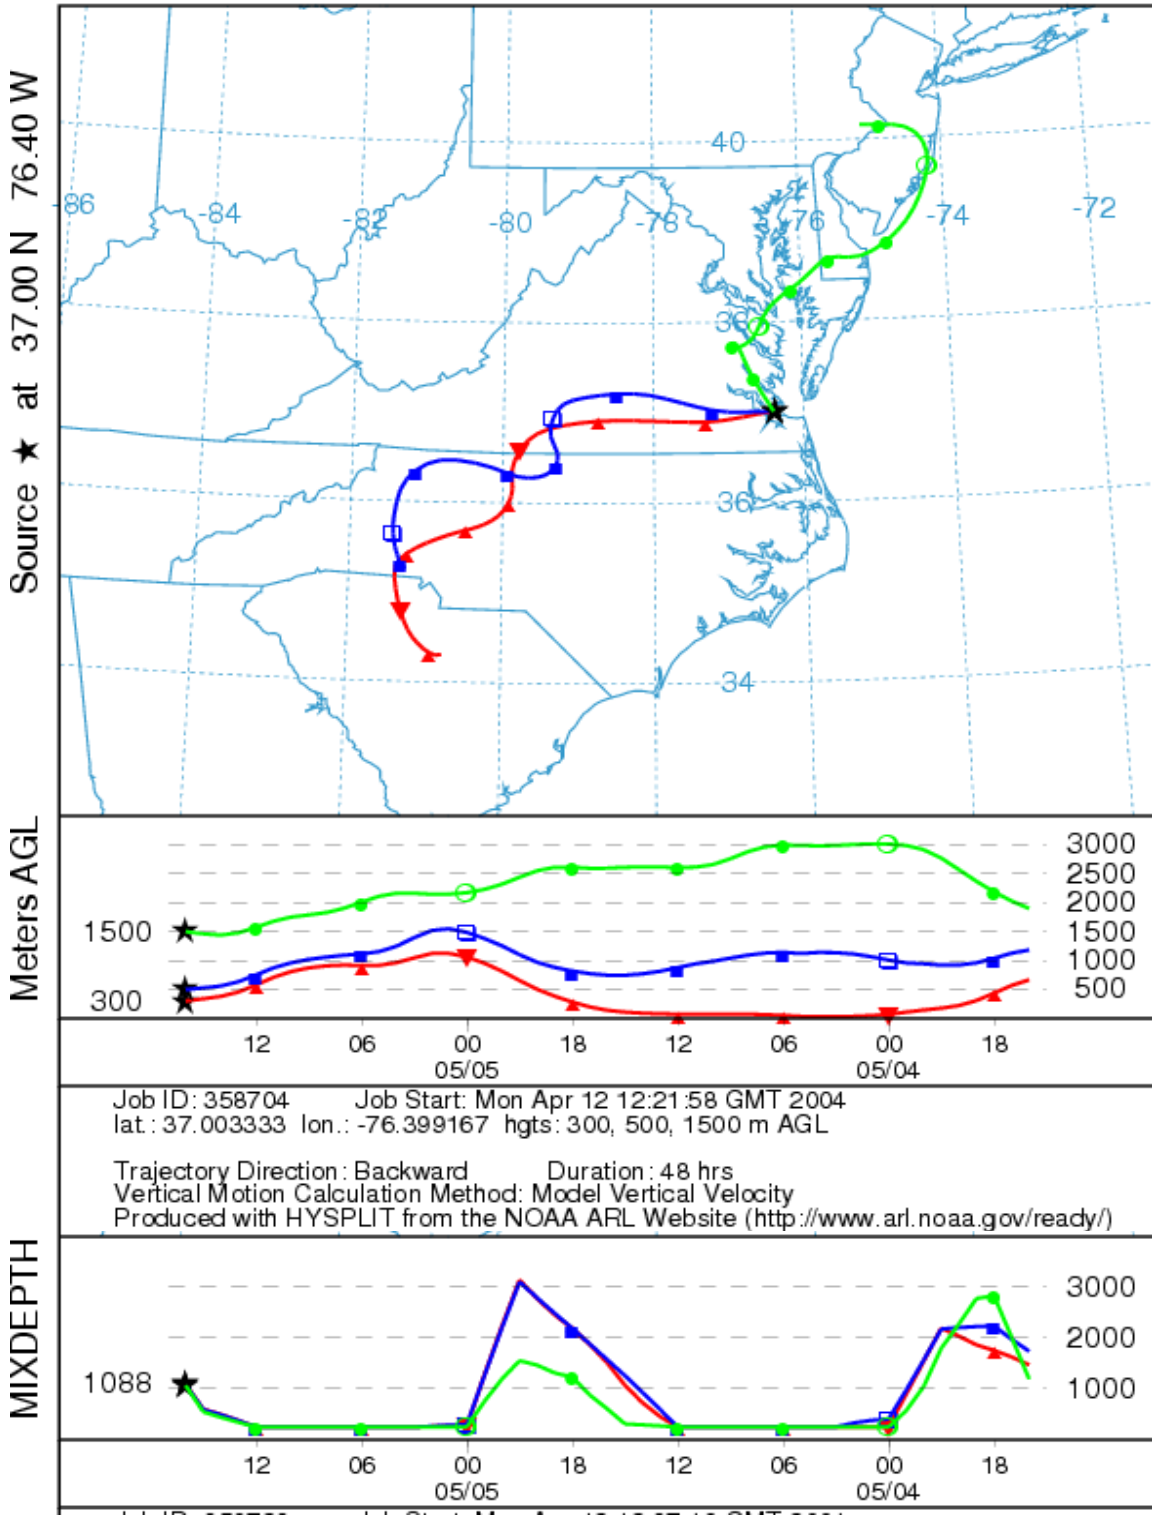 Source ★ at 37.00 N 76.40 W
40
-86
-84
-82
-80
-78
-76
-74
-72
38
36
34
Meters AGL
3000
2500
2000
1500
1500
1000
500
300
12 06 00 18 12 06 00 18
05/05 05/04
Job ID: 358704 Job Start: Mon Apr 12 12:21:58 GMT 2004
lat.: 37.003333 lon.: -76.399167 hgts: 300, 500, 1500 m AGL
Trajectory Direction: Backward Duration: 48 hrs
Vertical Motion Calculation Method: Model Vertical Velocity
Produced with HYSPLIT from the NOAA ARL Website (http://www.arl.noaa.gov/ready/)
MIXDEPTH
3000
2000
1088
1000
12 06 00 18 12 06 00 18
05/05 05/04